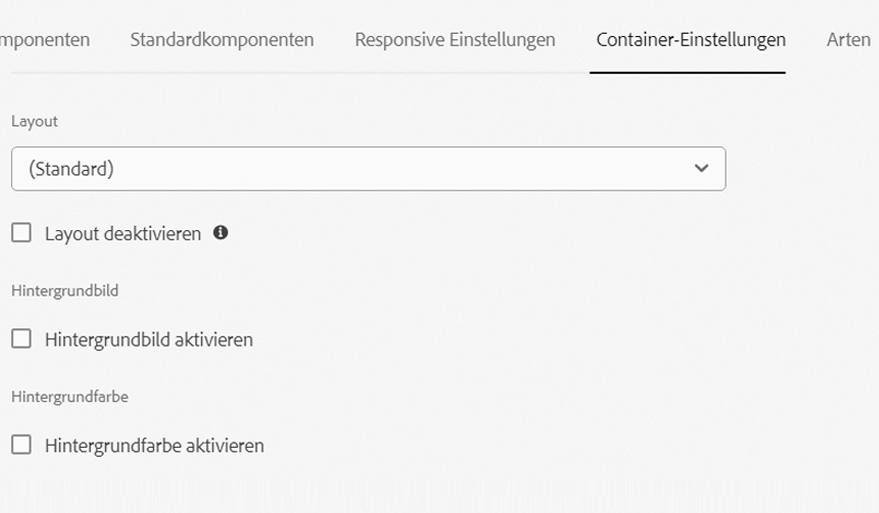 mponenten Standardkomponenten Responsive Einstellungen Container-Einstellungen Arten
Layout
(Standard)
Layout deaktivieren
Hintergrundbild
Hintergrundbild aktivieren
Hintergrundfarbe
Hintergrundfarbe aktivieren